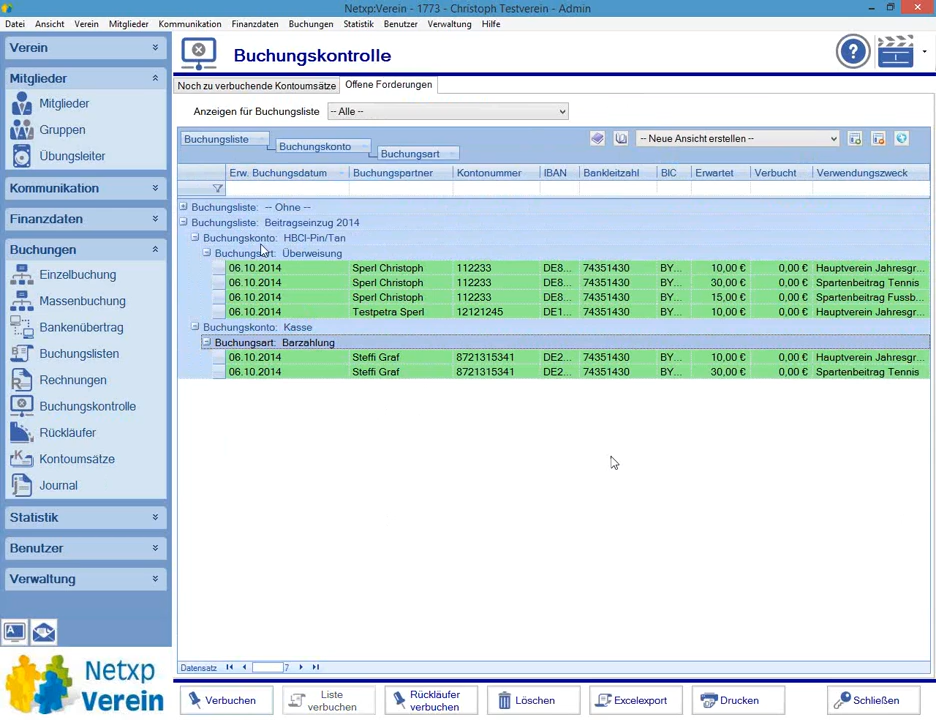 Netxp:Verein - 1773 - Christoph Testverein - Admin
Datei Ansicht Verein Mitglieder Kommunikation Finanzdaten Buchungen Statistik Benutzer Verwaltung Hilfe
Verein
Mitglieder
Mitglieder
Gruppen
Übungsleiter
Kommunikation
Finanzdaten
Buchungen
Einzelbuchung
Massenbuchung
Bankenübertrag
Buchungslisten
Rechnungen
Buchungskontrolle
Rückläufer
Kontoumsätze
Journal
Statistik
Benutzer
Verwaltung
Netxp
Verein
Buchungskontrolle
Noch zu verbuchende Kontoumsätze Offene Forderungen
Anzeigen für Buchungsliste -- Alle --
Buchungsliste Buchungskonto Buchungsart -- Neue Ansicht erstellen --
Erw. Buchungsdatum Buchungspartner Kontonummer IBAN Bankleitzahl BIC Erwartet Verbucht Verwendungszweck
Buchungsliste: -- Ohne --
Buchungsliste: Beitragseinzug 2014
Buchungskonto: HBCI-Pin/Tan
Buchungsart: Überweisung
06.10.2014 Sperl Christoph 112233 DE8... 74351430 BY... 10,00 € 0,00 € Hauptverein Jahresgr...
06.10.2014 Sperl Christoph 112233 DE8... 74351430 BY... 30,00 € 0,00 € Spartenbeitrag Tennis
06.10.2014 Sperl Christoph 112233 DE8... 74351430 BY... 15,00 € 0,00 € Spartenbeitrag Fussb...
06.10.2014 Testpetra Sperl 12121245 DE1... 74351430 BY... 10,00 € 0,00 € Hauptverein Jahresgr...
Buchungskonto: Kasse
Buchungsart: Barzahlung
06.10.2014 Steffi Graf 8721315341 DE2... 74351430 BY... 10,00 € 0,00 € Hauptverein Jahresgr...
06.10.2014 Steffi Graf 8721315341 DE2... 74351430 BY... 30,00 € 0,00 € Spartenbeitrag Tennis
Datensatz 7
Verbuchen Liste verbuchen Rückläufer verbuchen Löschen Excelexport Drucken Schließen